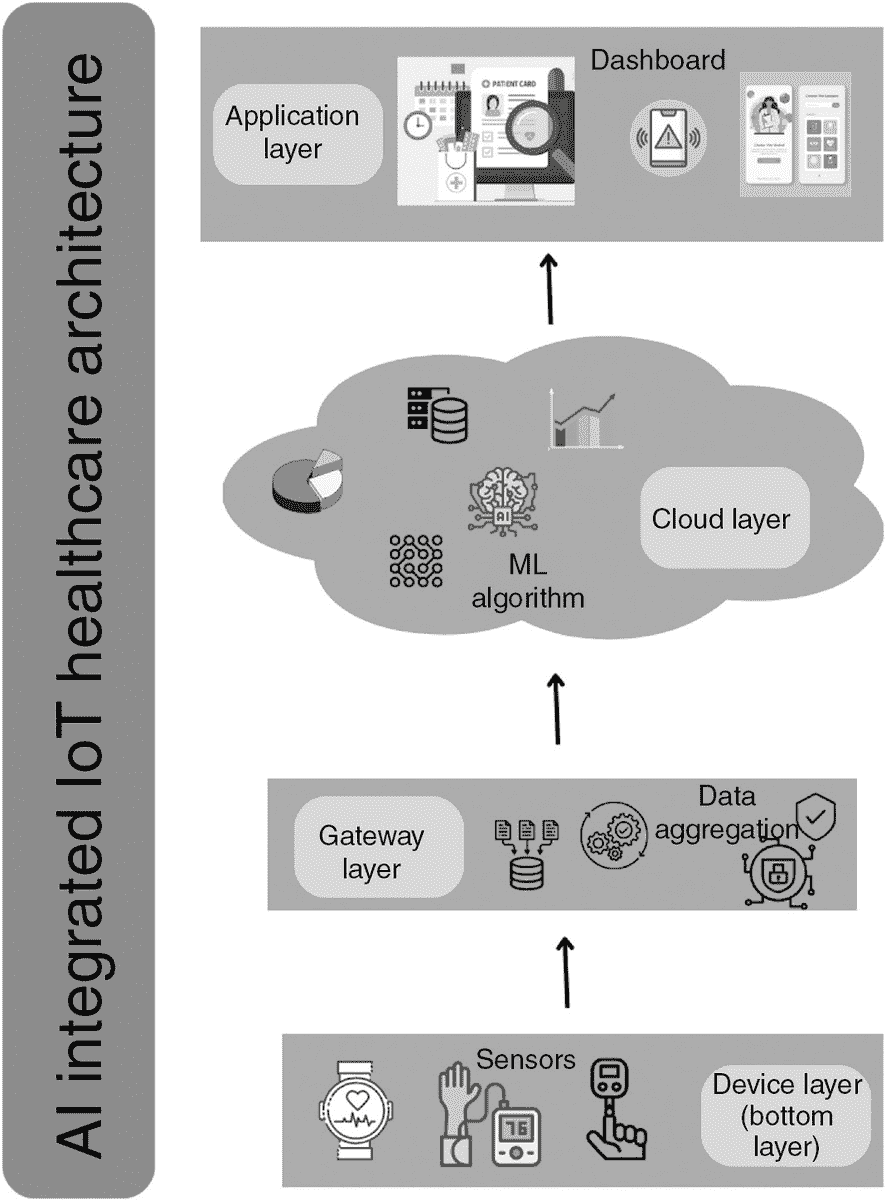 AI integrated IoT healthcare architecture
Application
layer
PATIENT CARD
Dashboard
Cloud layer
AI
ML
algorithm
Gateway
layer
Data
aggregation
Sensors
76
Device layer
(bottom
layer)